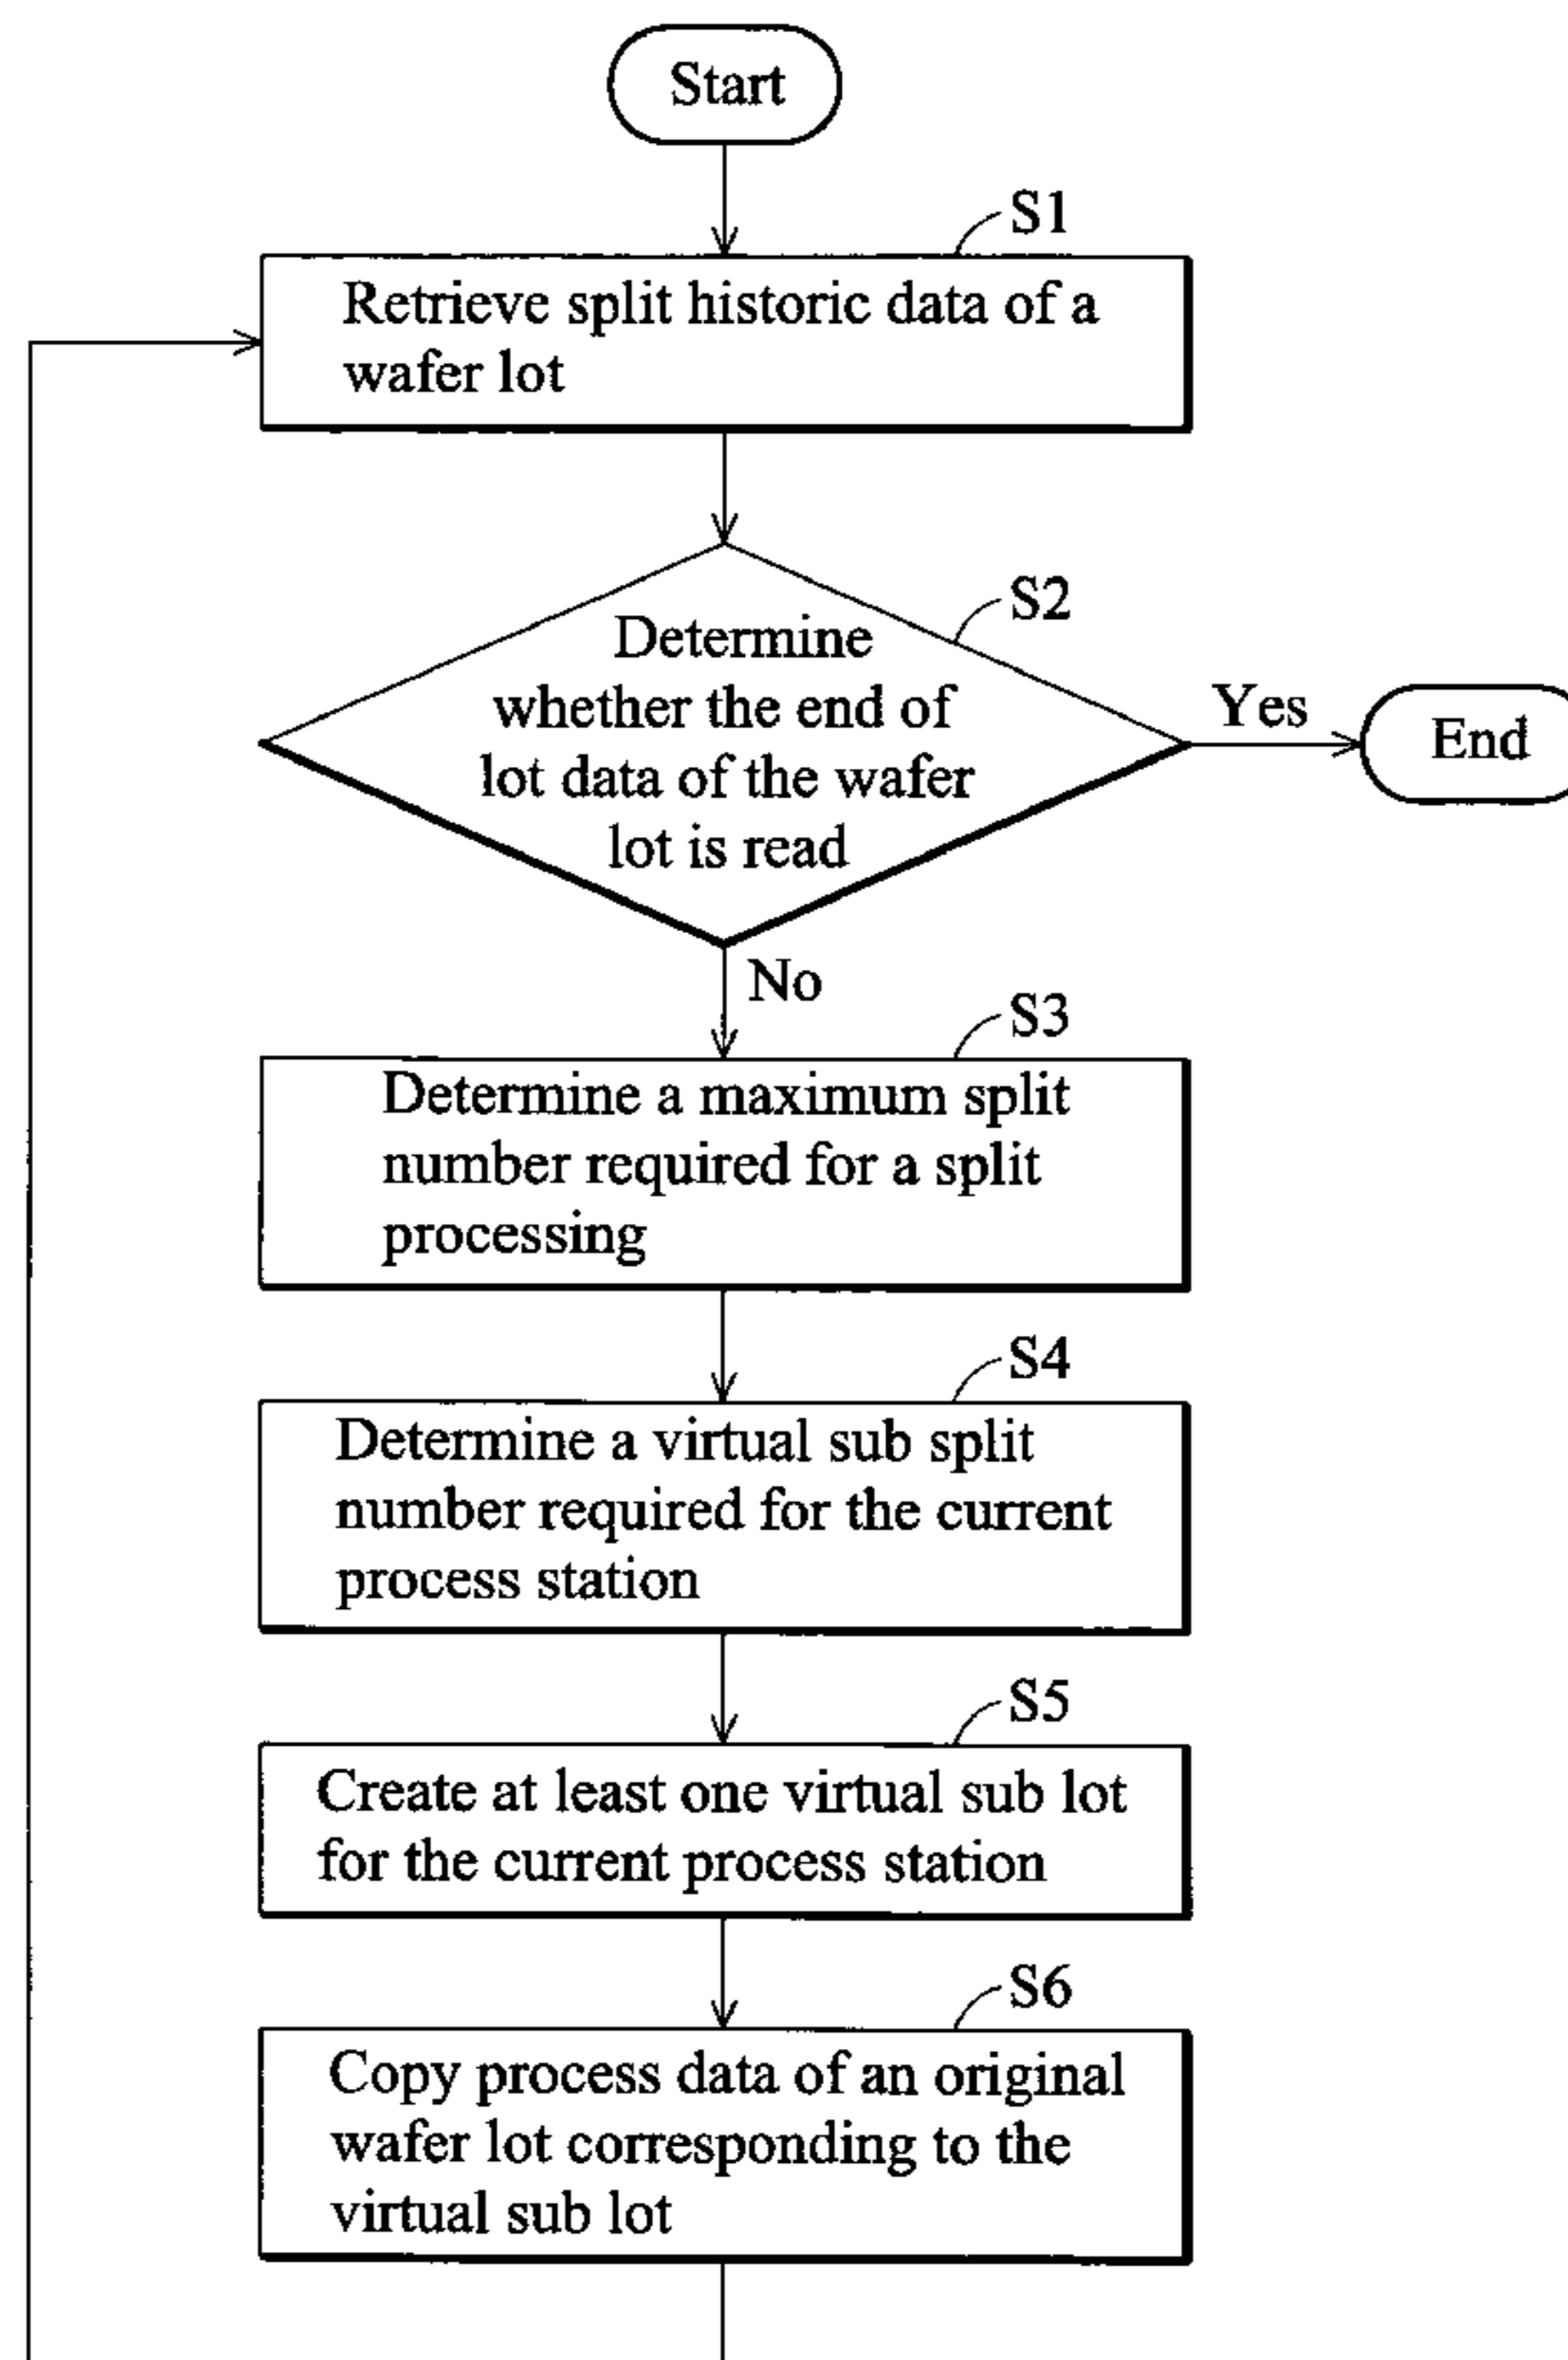 Start
S1
Retrieve split historic data of a
wafer lot
S2
Determine
whether the end of
lot data of the wafer
lot is read
Yes
End
No
S3
Determine a maximum split
number required for a split
processing
S4
Determine a virtual sub split
number required for the current
process station
S5
Create at least one virtual sub lot
for the current process station
S6
Copy process data of an original
wafer lot corresponding to the
virtual sub lot